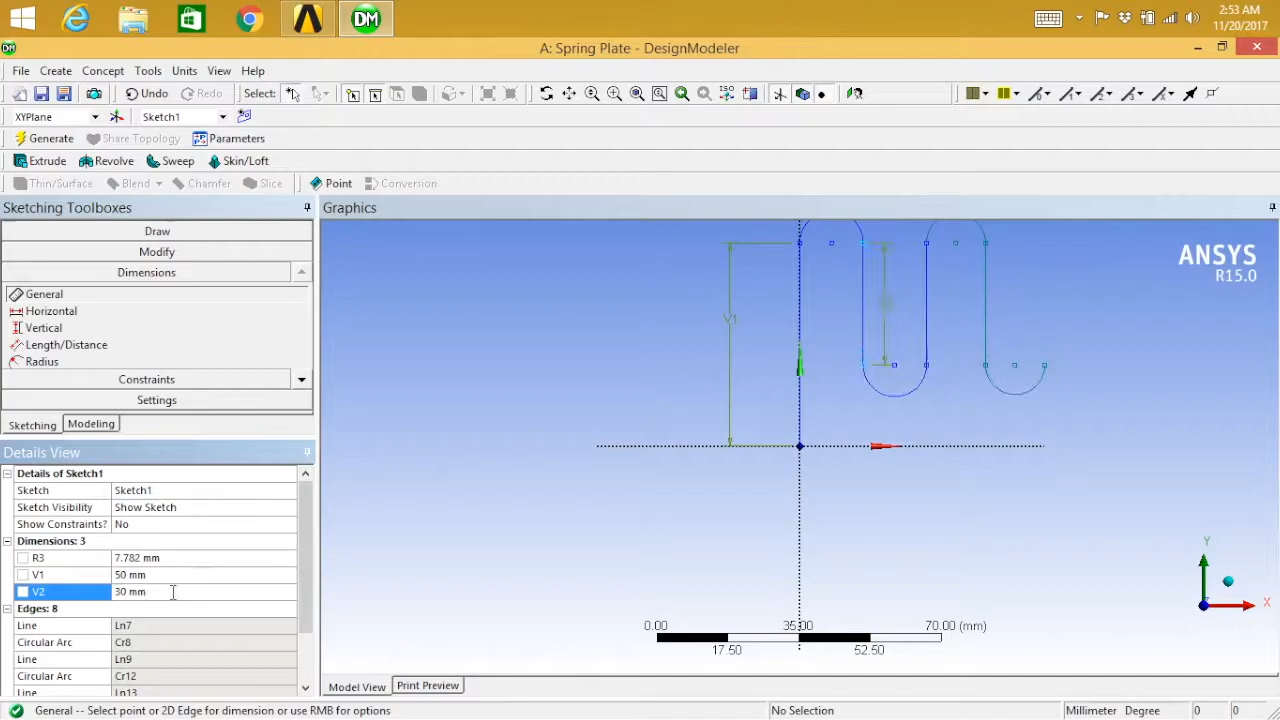 2:53 AM
11/20/2017
DM
DM
A: Spring Plate - DesignModeler
File Create Concept Tools Units View Help
Undo Redo Select:
XYPlane Sketch1
Generate Share Topology Parameters
Extrude Revolve Sweep Skin/Loft
Thin/Surface Blend Chamfer Slice Point Conversion
Sketching Toolboxes
Graphics
Draw
Modify
Dimensions
General
Horizontal
Vertical
Length/Distance
Radius
Constraints
Settings
Sketching Modeling
Details View
Details of Sketch1
Sketch Sketch1
Sketch Visibility Show Sketch
Show Constraints? No
Dimensions: 3
R3 7.782 mm
V1 50 mm
V2 30 mm
Edges: 8
Line Ln7
Circular Arc Cr8
Line Ln9
Circular Arc Cr12
Line Ln13
ANSYS
R15.0
V1
Y
X
0.00 35.00 70.00 (mm)
17.50 52.50
Model View Print Preview
General -- Select point or 2D Edge for dimension or use RMB for options No Selection Millimeter Degree 0 0